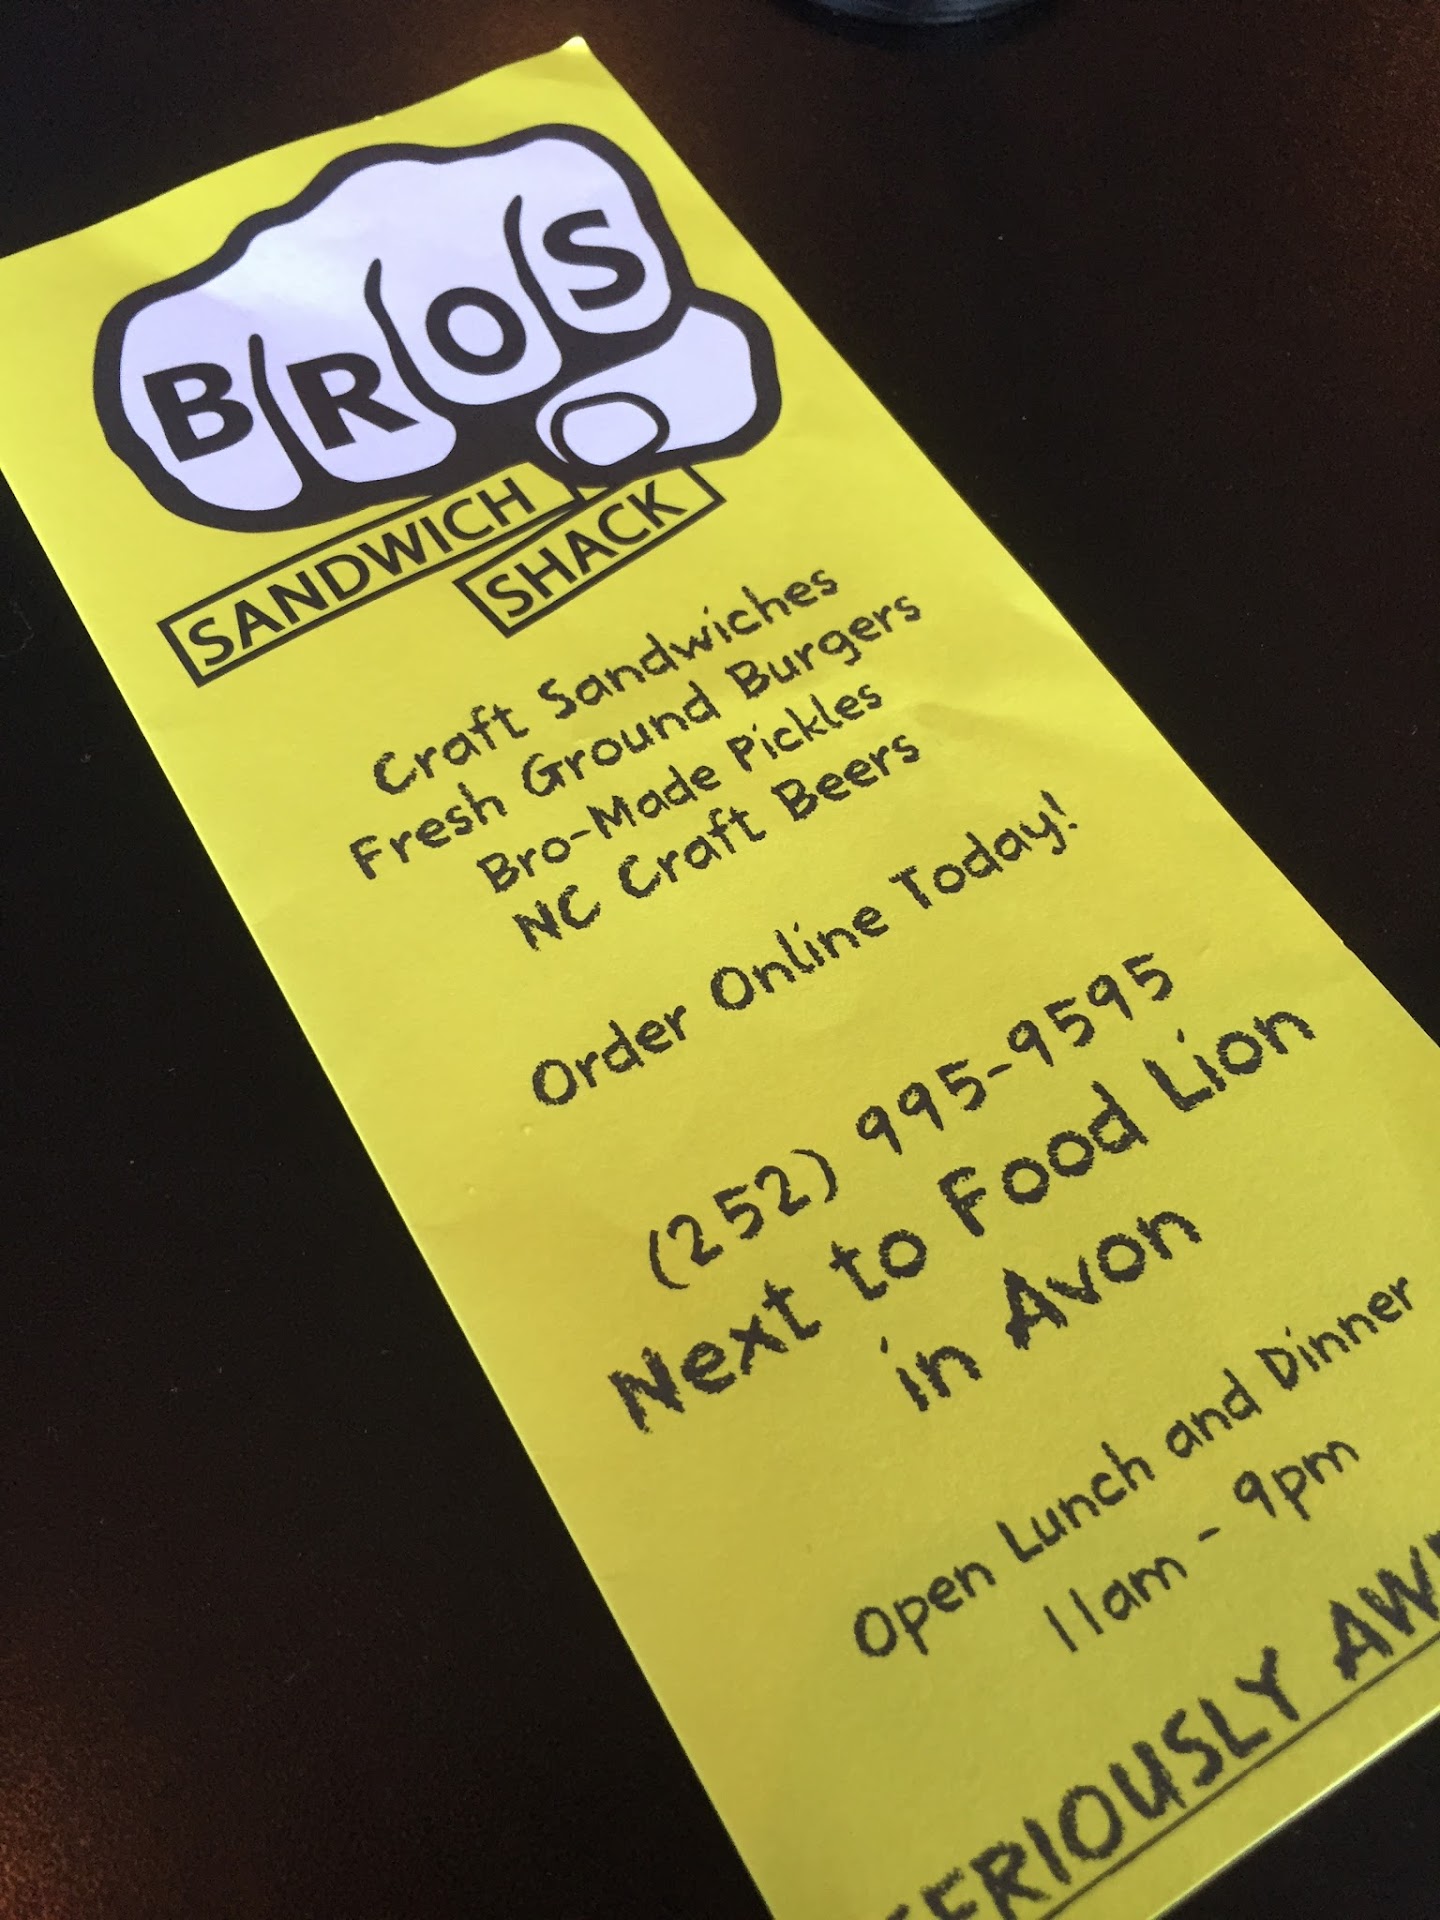 BROS
SANDWICH
SHACK
Craft Sandwiches
Fresh Ground Burgers
Bro-Made Pickles
NC Craft Beers
Order Online Today!
(252) 995-9595
Next to Food Lion
in Avon
Open Lunch and Dinner
11am - 9pm
SERIOUSLY